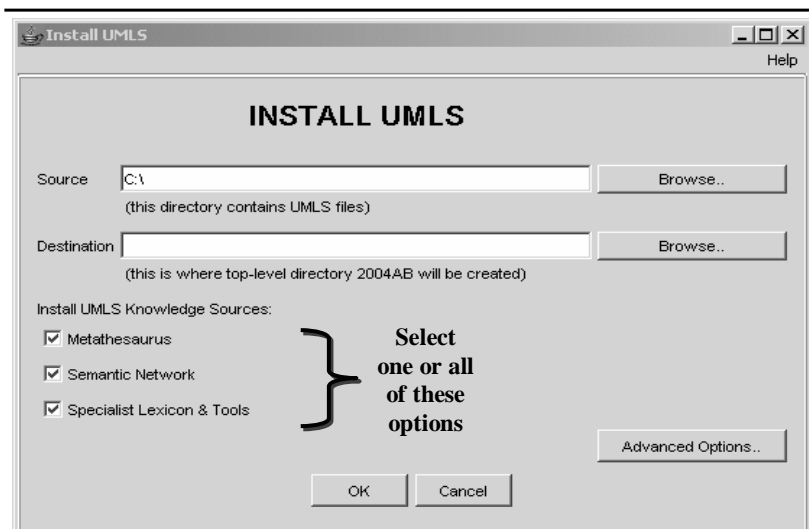 Install UMLS
Help
INSTALL UMLS
Source C:\ Browse..
(this directory contains UMLS files)
Destination Browse..
(this is where top-level directory 2004AB will be created)
Install UMLS Knowledge Sources:
Metathesaurus
Semantic Network
Specialist Lexicon & Tools
Select
one or all
of these
options
Advanced Options..
OK Cancel